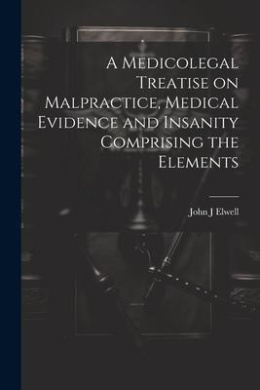 A Medicolegal
Treatise on
Malpractice, Medical
Evidence and Insanity
Comprising the
Elements
John J Elwell